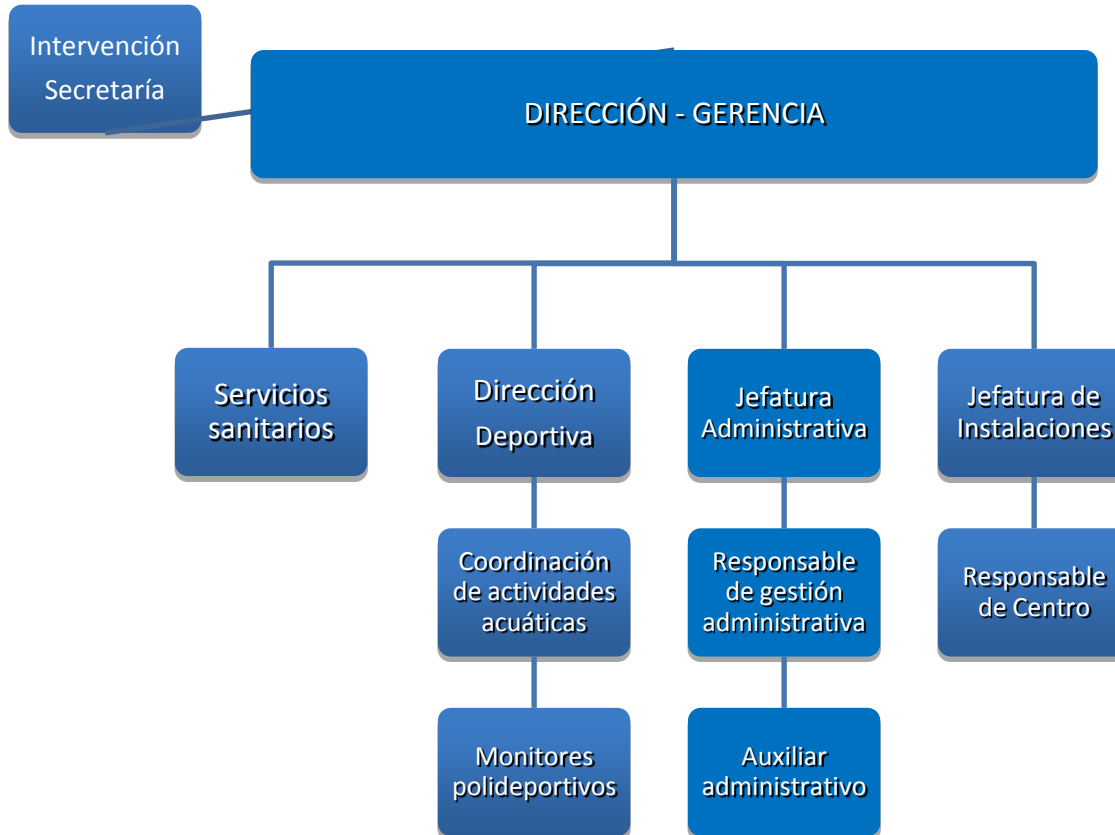 Intervención
Secretaría
DIRECCIÓN - GERENCIA
Servicios
sanitarios
Dirección
Deportiva
Jefatura
Administrativa
Jefatura de
Instalaciones
Coordinación
de actividades
acuáticas
Responsable
de gestión
administrativa
Responsable
de Centro
Monitores
polideportivos
Auxiliar
administrativo